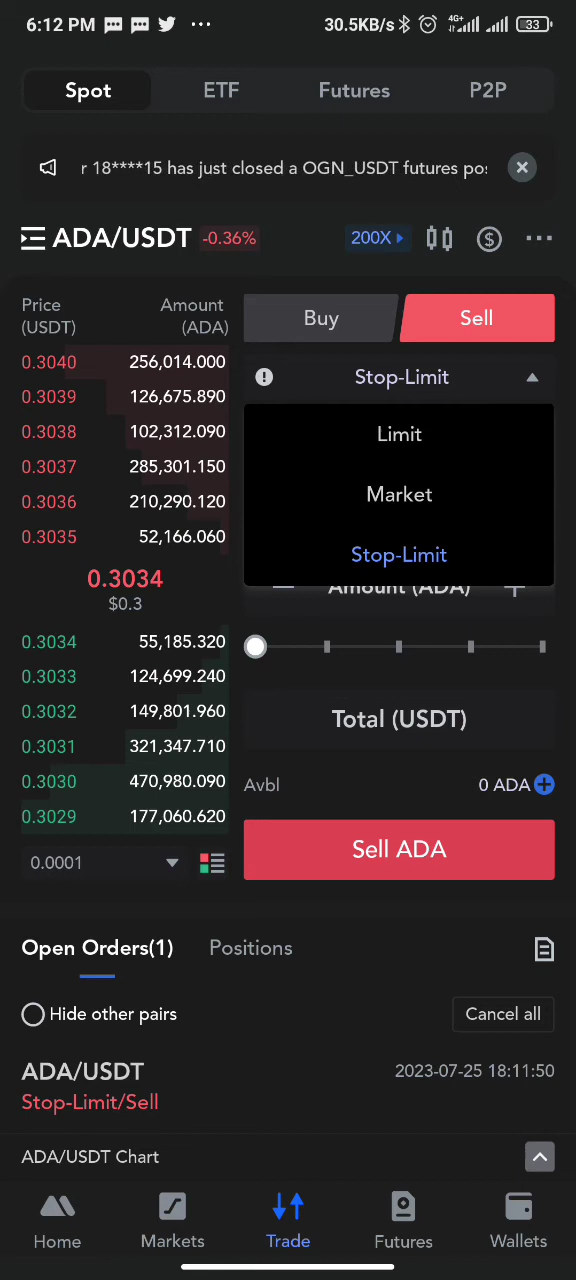 6:12 PM
30.5KB/s 4G+ 33
Spot ETF Futures P2P
r 18****15 has just closed a OGN_USDT futures pos
ADA/USDT -0.36% 200X
Price (USDT) Amount (ADA)
Buy Sell
Stop-Limit
Limit
Market
Stop-Limit
Amount (ADA)
Total (USDT)
Avbl 0 ADA
Sell ADA
0.3040 256,014.000
0.3039 126,675.890
0.3038 102,312.090
0.3037 285,301.150
0.3036 210,290.120
0.3035 52,166.060
0.3034
$0.3
0.3034 55,185.320
0.3033 124,699.240
0.3032 149,801.960
0.3031 321,347.710
0.3030 470,980.090
0.3029 177,060.620
0.0001
Open Orders(1) Positions
Hide other pairs Cancel all
ADA/USDT 2023-07-25 18:11:50
Stop-Limit/Sell
ADA/USDT Chart
Home Markets Trade Futures Wallets